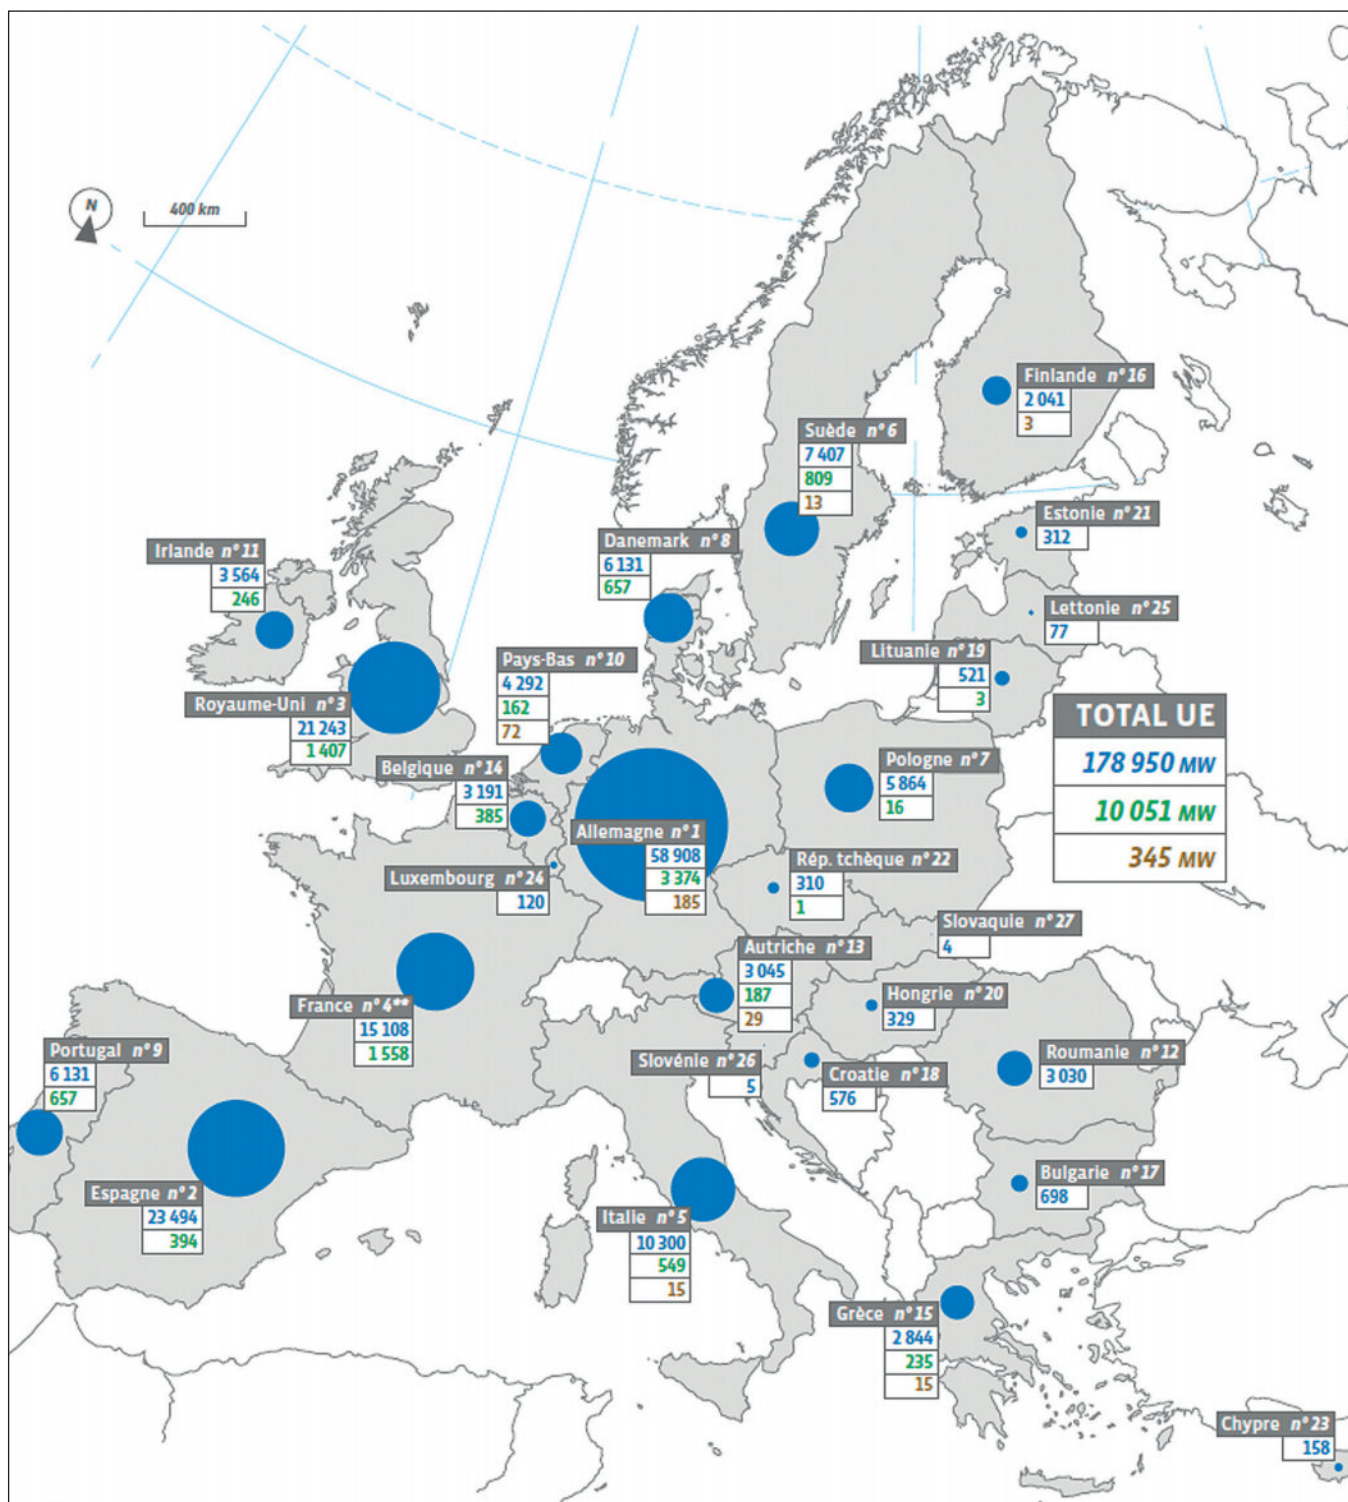 N
400 km
Finlande n°16
2 041
3
Suède n°6
7 407
809
13
Estonie n°21
312
Danemark n°8
6 131
657
Irlande n°11
3 564
246
Lettonie n°25
77
Lituanie n°19
521
3
Pays-Bas n°10
4 292
162
72
Royaume-Uni n°3
21 243
1 407
TOTAL UE
178 950 MW
10 051 MW
345 MW
Belgique n°14
3 191
385
Pologne n°7
5 864
16
Allemagne n°1
58 908
3 374
185
Rép. tchèque n°22
310
1
Luxembourg n°24
120
Slovaquie n°27
4
Autriche n°13
3 045
187
29
Hongrie n°20
329
France n°4**
15 108
1 558
Portugal n°9
6 131
657
Slovénie n°26
5
Croatie n°18
576
Roumanie n°12
3 030
Bulgarie n°17
698
Espagne n°2
23 494
394
Italie n°5
10 300
549
15
Grèce n°15
2 844
235
15
Chypre n°23
158